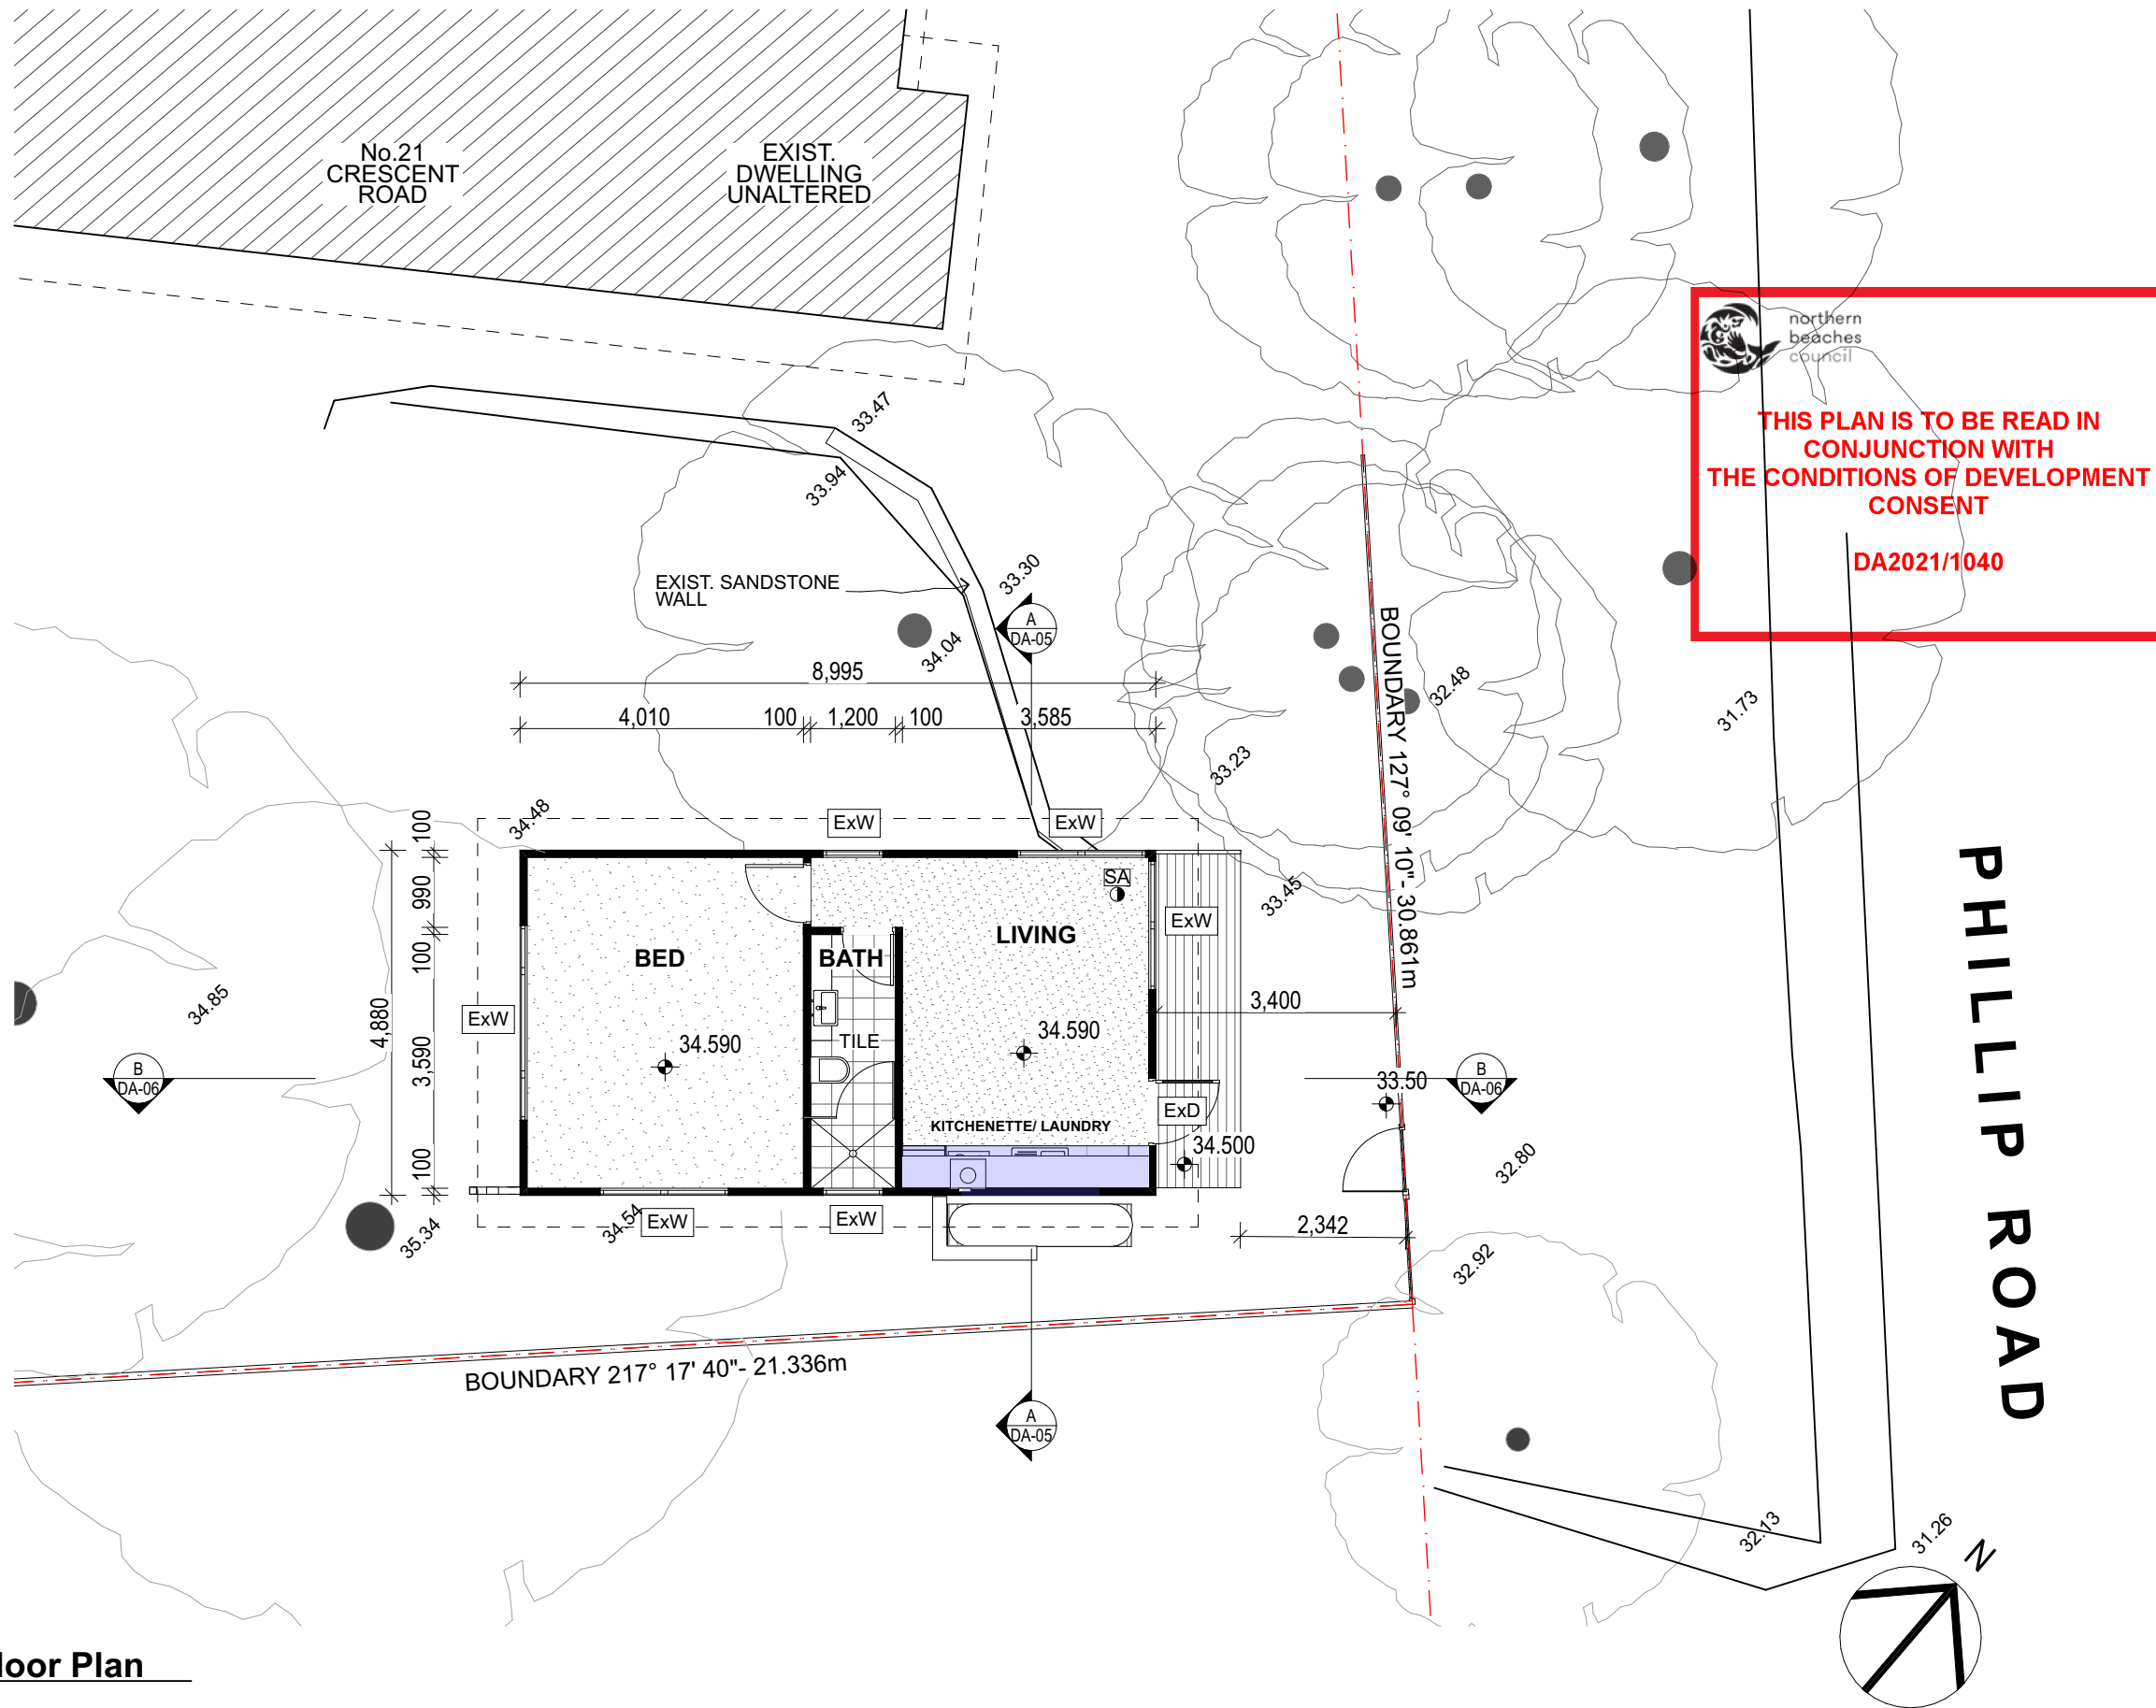 No.21
CRESCENT
ROAD
EXIST.
DWELLING
UNALTERED
northern
beaches
council
THIS PLAN IS TO BE READ IN
CONJUNCTION WITH
THE CONDITIONS OF DEVELOPMENT
CONSENT
DA2021/1040
33.47
33.94
EXIST. SANDSTONE
WALL
33.30
A
DA-05
34.04
8,995
4,010
100
1,200
100
3,585
BOUNDARY 127° 09' 10"- 30.861m
32.48
31.73
33.23
34.48
ExW
ExW
100
990
100
3,590
100
4,880
SA
33.45
ExW
BED
BATH
LIVING
PHILLIP ROAD
34.85
ExW
3,400
34.590
TILE
34.590
B
DA-06
33.50
B
DA-06
ExD
KITCHENETTE/ LAUNDRY
34.500
32.80
35.34
34.54
ExW
ExW
2,342
32.92
BOUNDARY 217° 17' 40"- 21.336m
A
DA-05
32.13
31.26
N
loor Plan